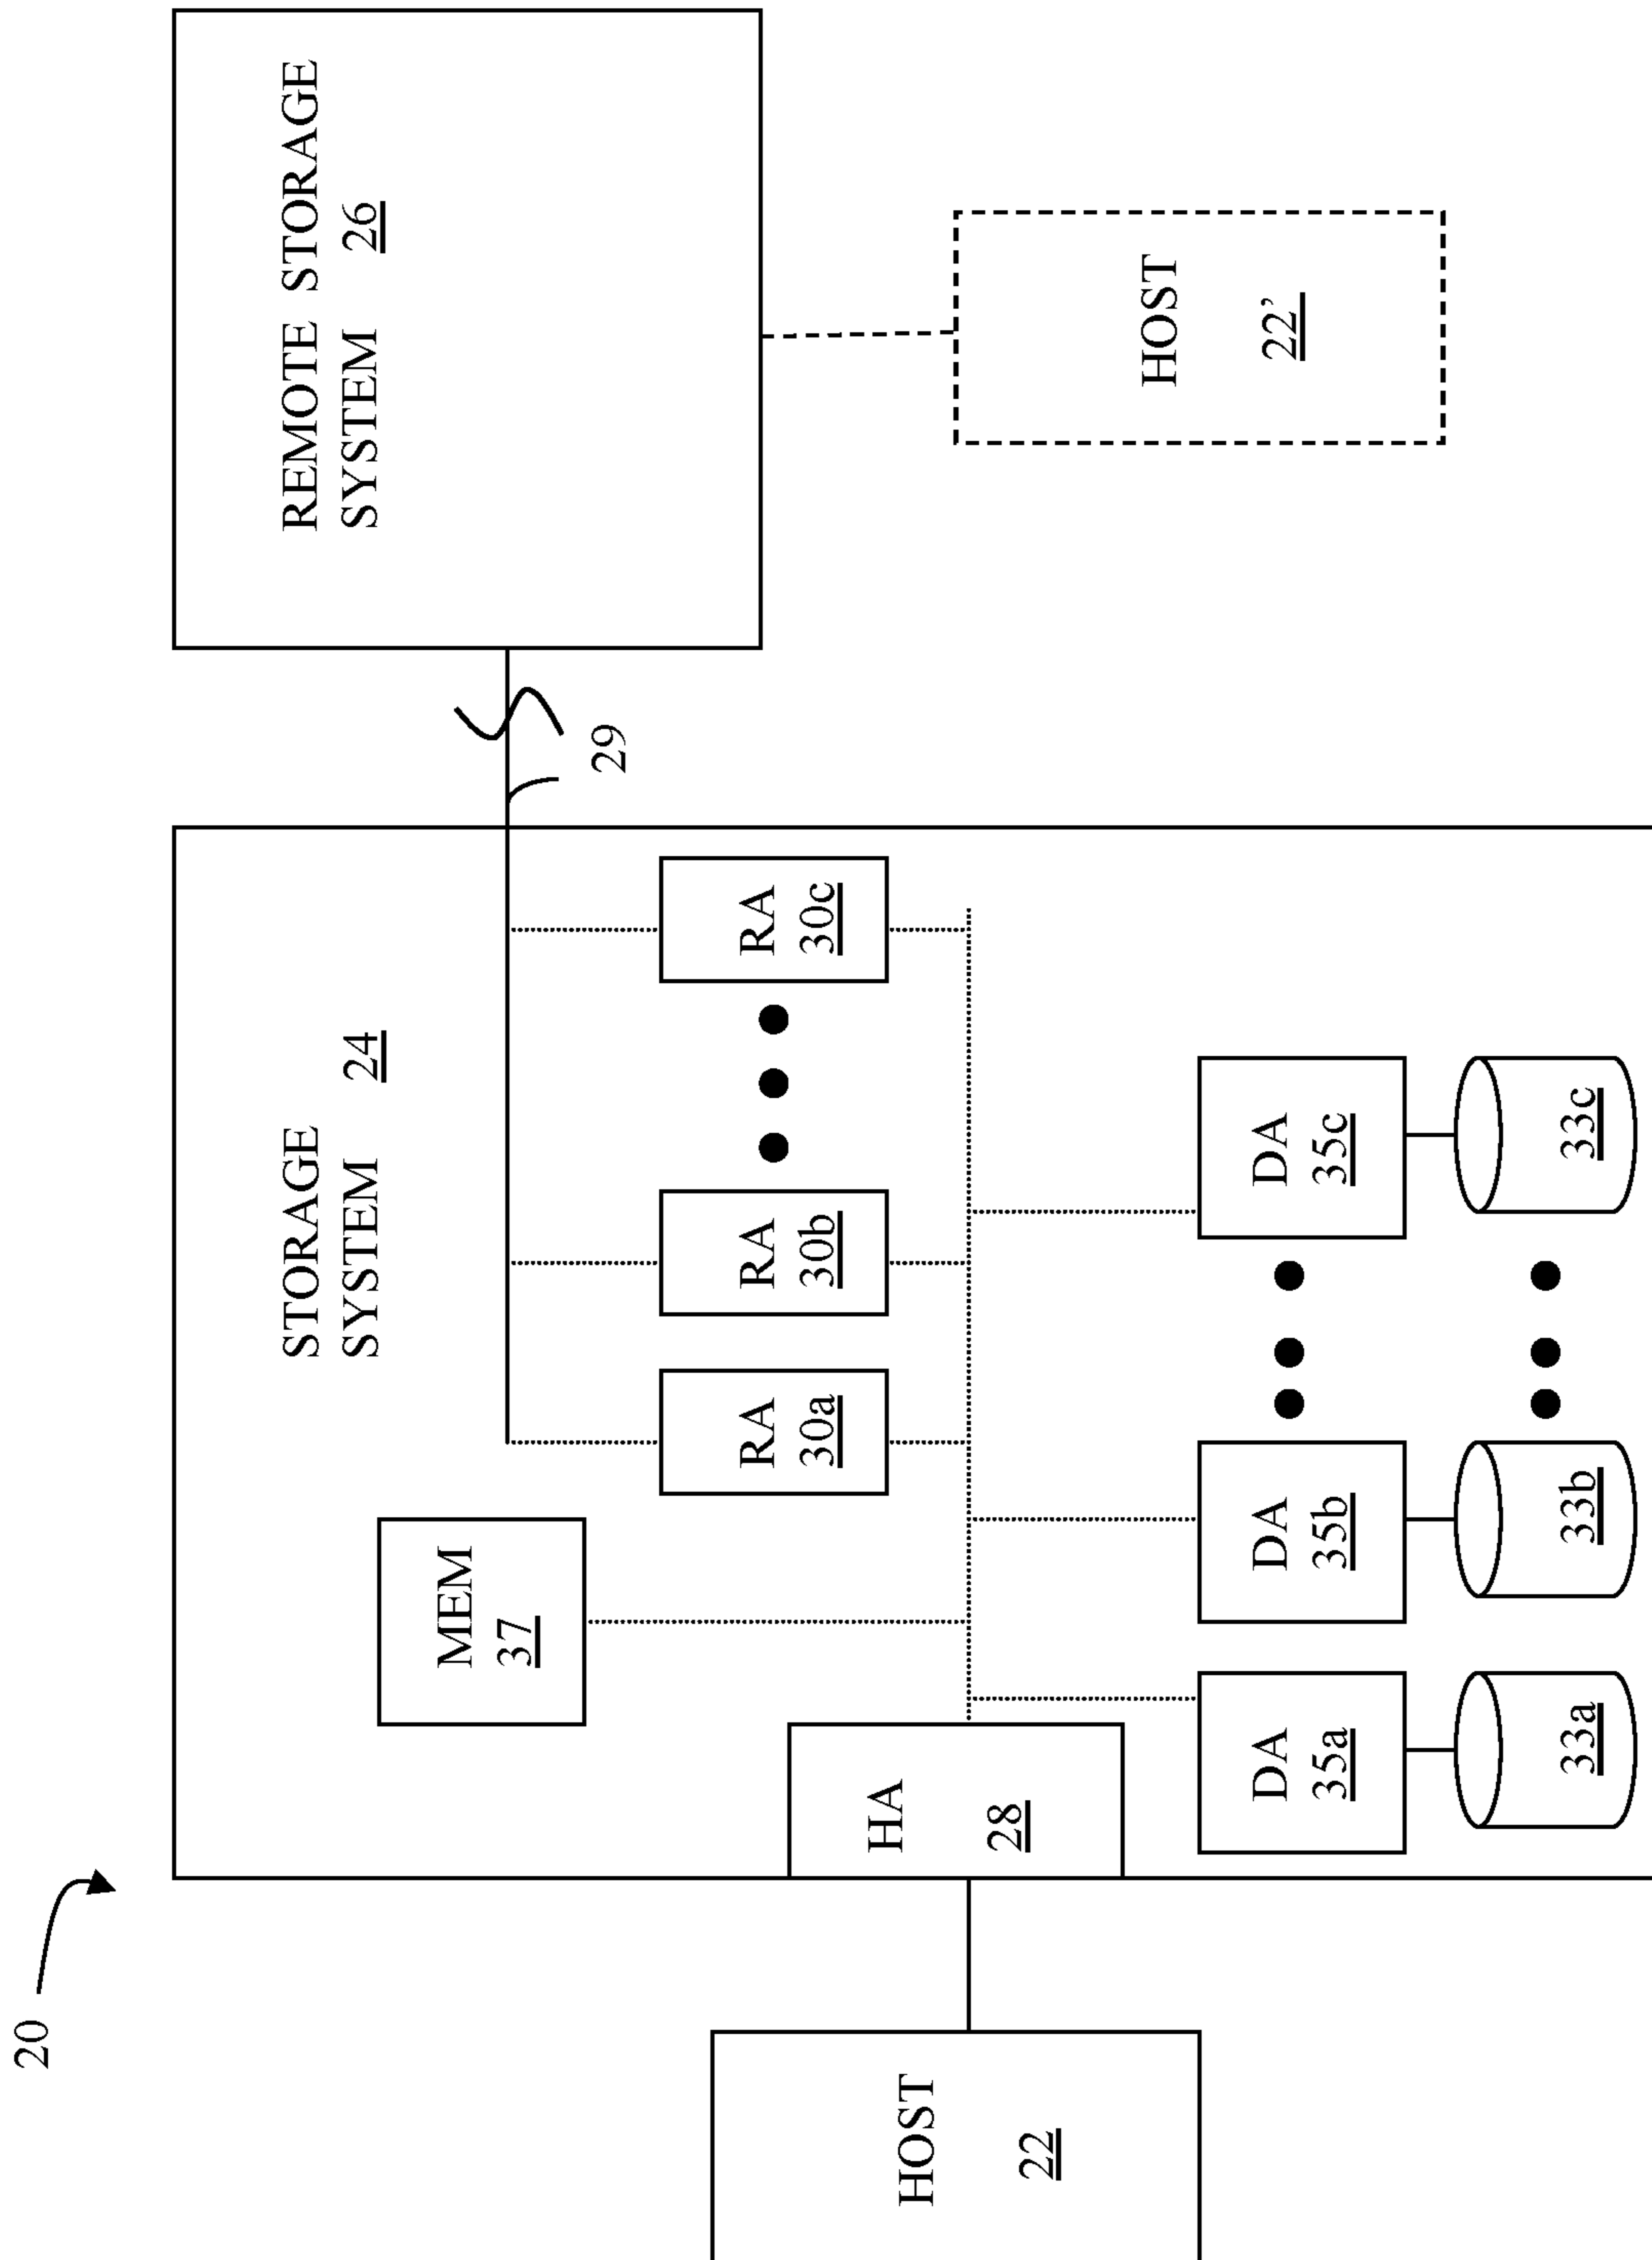 20
STORAGE
SYSTEM 24
REMOTE STORAGE
SYSTEM 26
29
MEM
37
RA
30a
RA
30b
RA
30c
HOST
22
HA
28
HOST
22’
DA
35a
DA
35b
DA
35c
33a
33b
33c